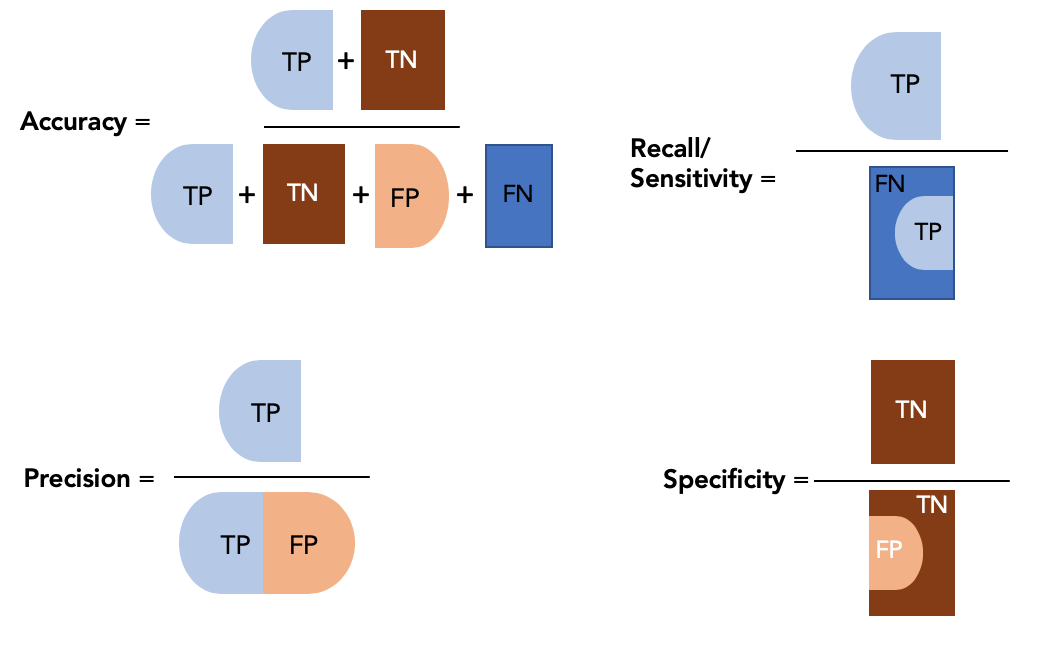 TP + TN
Accuracy =
TP + TN + FP + FN
TP
Recall/
Sensitivity =
FN
TP
TP
Precision =
TP FP
TN
Specificity =
TN
FP